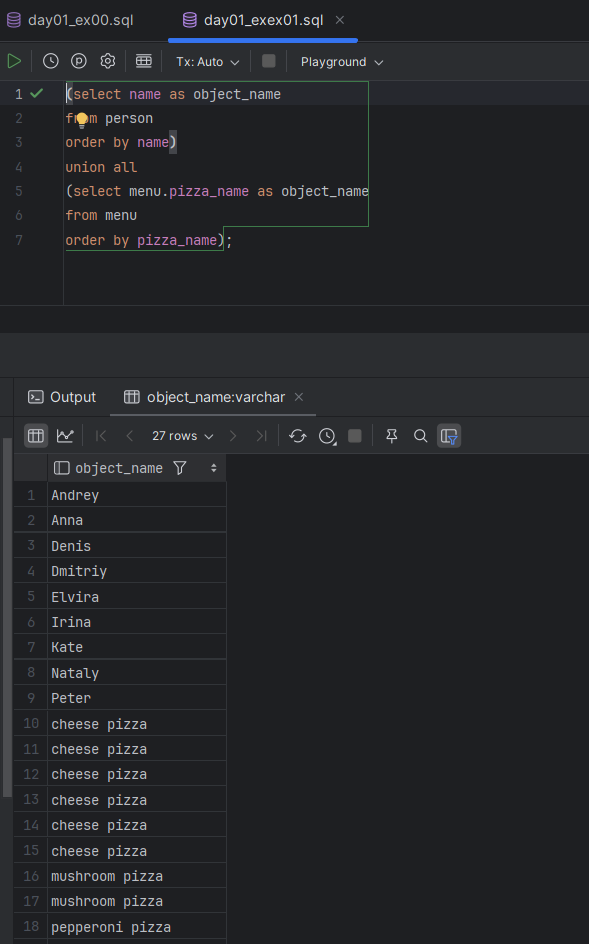 day01_ex00.sql day01_exex01.sql
Tx: Auto Playground
1 (select name as object_name
2 from person
3 order by name)
4 union all
5 (select menu.pizza_name as object_name
6 from menu
7 order by pizza_name);
Output object_name:varchar
27 rows
object_name
1 Andrey
2 Anna
3 Denis
4 Dmitriy
5 Elvira
6 Irina
7 Kate
8 Nataly
9 Peter
10 cheese pizza
11 cheese pizza
12 cheese pizza
13 cheese pizza
14 cheese pizza
15 cheese pizza
16 mushroom pizza
17 mushroom pizza
18 pepperoni pizza